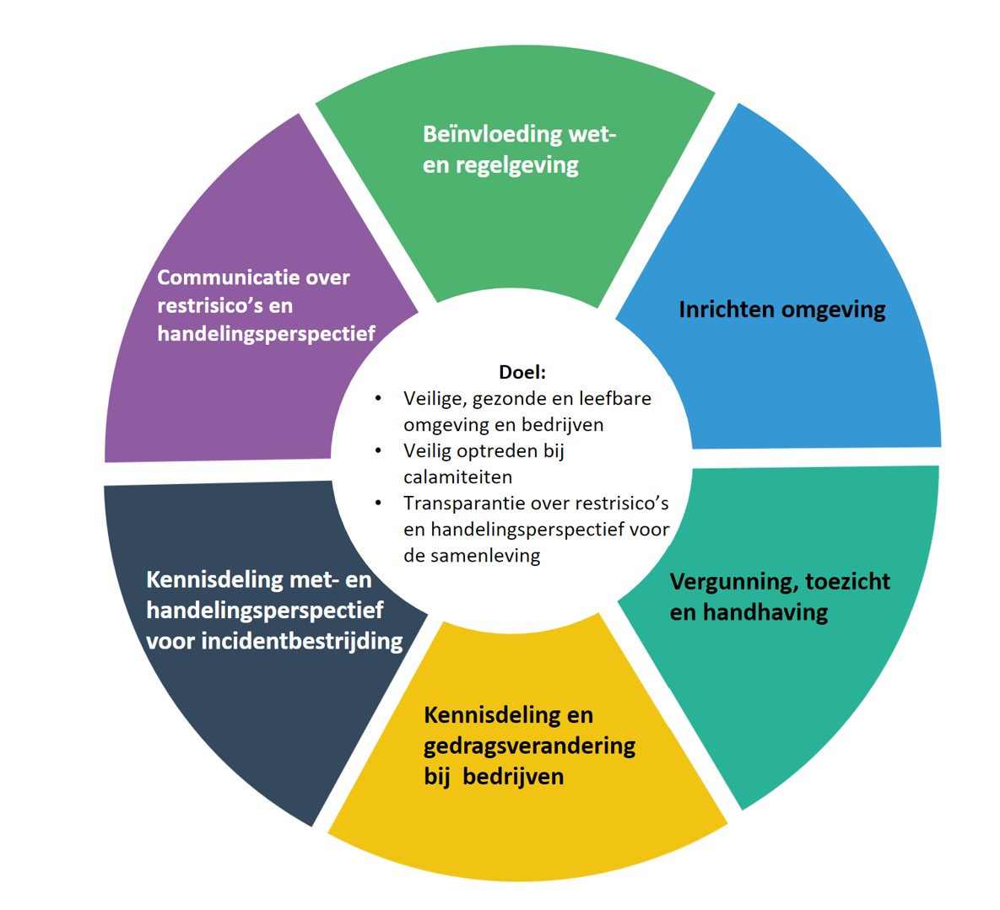 Beïnvloeding wet-
en regelgeving
Inrichten omgeving
Communicatie over
restrisico’s en
handelingsperspectief
Doel:
• Veilige, gezonde en leefbare
omgeving en bedrijven
• Veilig optreden bij
calamiteiten
• Transparantie over restrisico’s
en handelingsperspectief voor
de samenleving
Vergunning, toezicht
en handhaving
Kennisdeling met- en
handelingsperspectief
voor incidentbestrijding
Kennisdeling en
gedragsverandering
bij  bedrijven